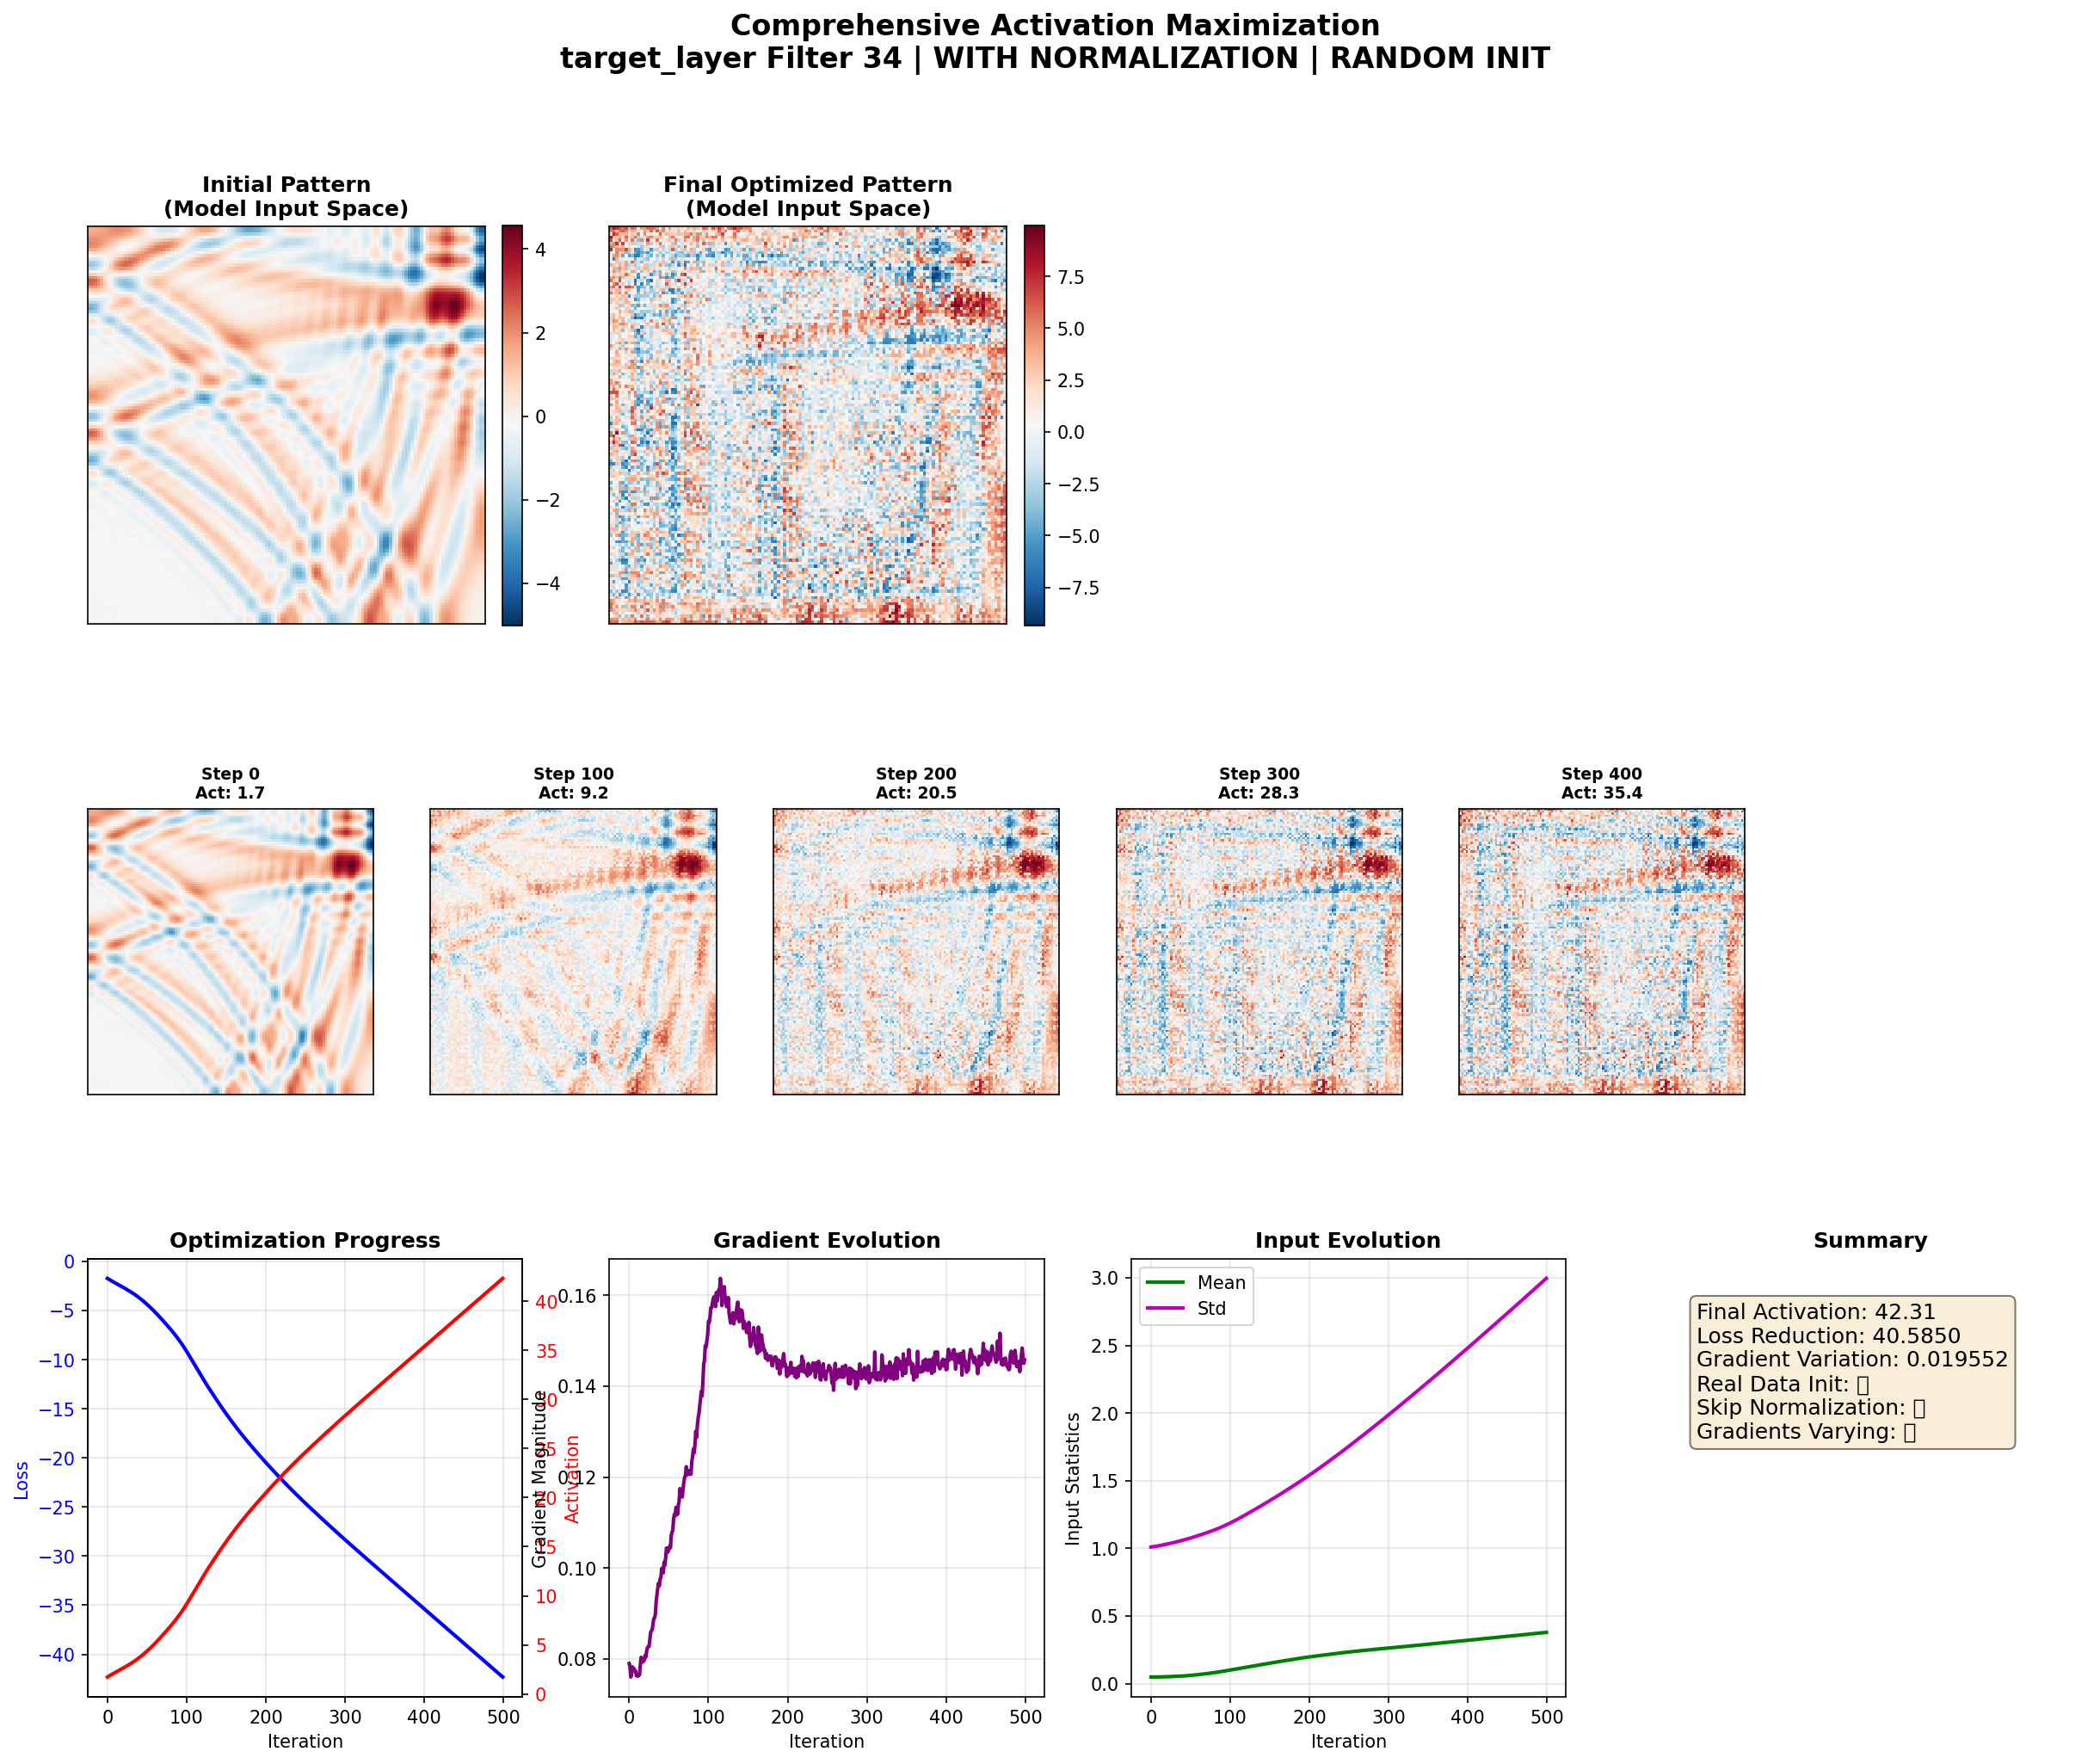 Comprehensive Activation Maximization
target_layer Filter 34 | WITH NORMALIZATION | RANDOM INIT
Initial Pattern
(Model Input Space)
4
2
0
−2
−4
Final Optimized Pattern
(Model Input Space)
7.5
5.0
2.5
0.0
−2.5
−5.0
−7.5
Step 0
Act: 1.7
Step 100
Act: 9.2
Step 200
Act: 20.5
Step 300
Act: 28.3
Step 400
Act: 35.4
Optimization Progress
Loss
0
−5
−10
−15
−20
−25
−30
−35
−40
0 100 200 300 400 500
Iteration
40
35
30
25
20
15
10
5
0
Activation
Gradient Evolution
Gradient Magnitude
0.16
0.14
0.12
0.10
0.08
0 100 200 300 400 500
Iteration
Input Evolution
Mean
Std
Input Statistics
3.0
2.5
2.0
1.5
1.0
0.5
0.0
0 100 200 300 400 500
Iteration
Summary
Final Activation: 42.31
Loss Reduction: 40.5850
Gradient Variation: 0.019552
Real Data Init:
Skip Normalization:
Gradients Varying: